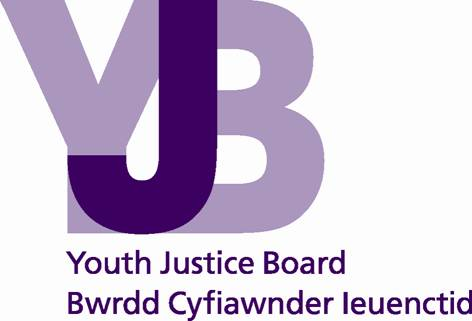 YJB
Youth Justice Board
Bwrdd Cyfiawnder Ieuenctid